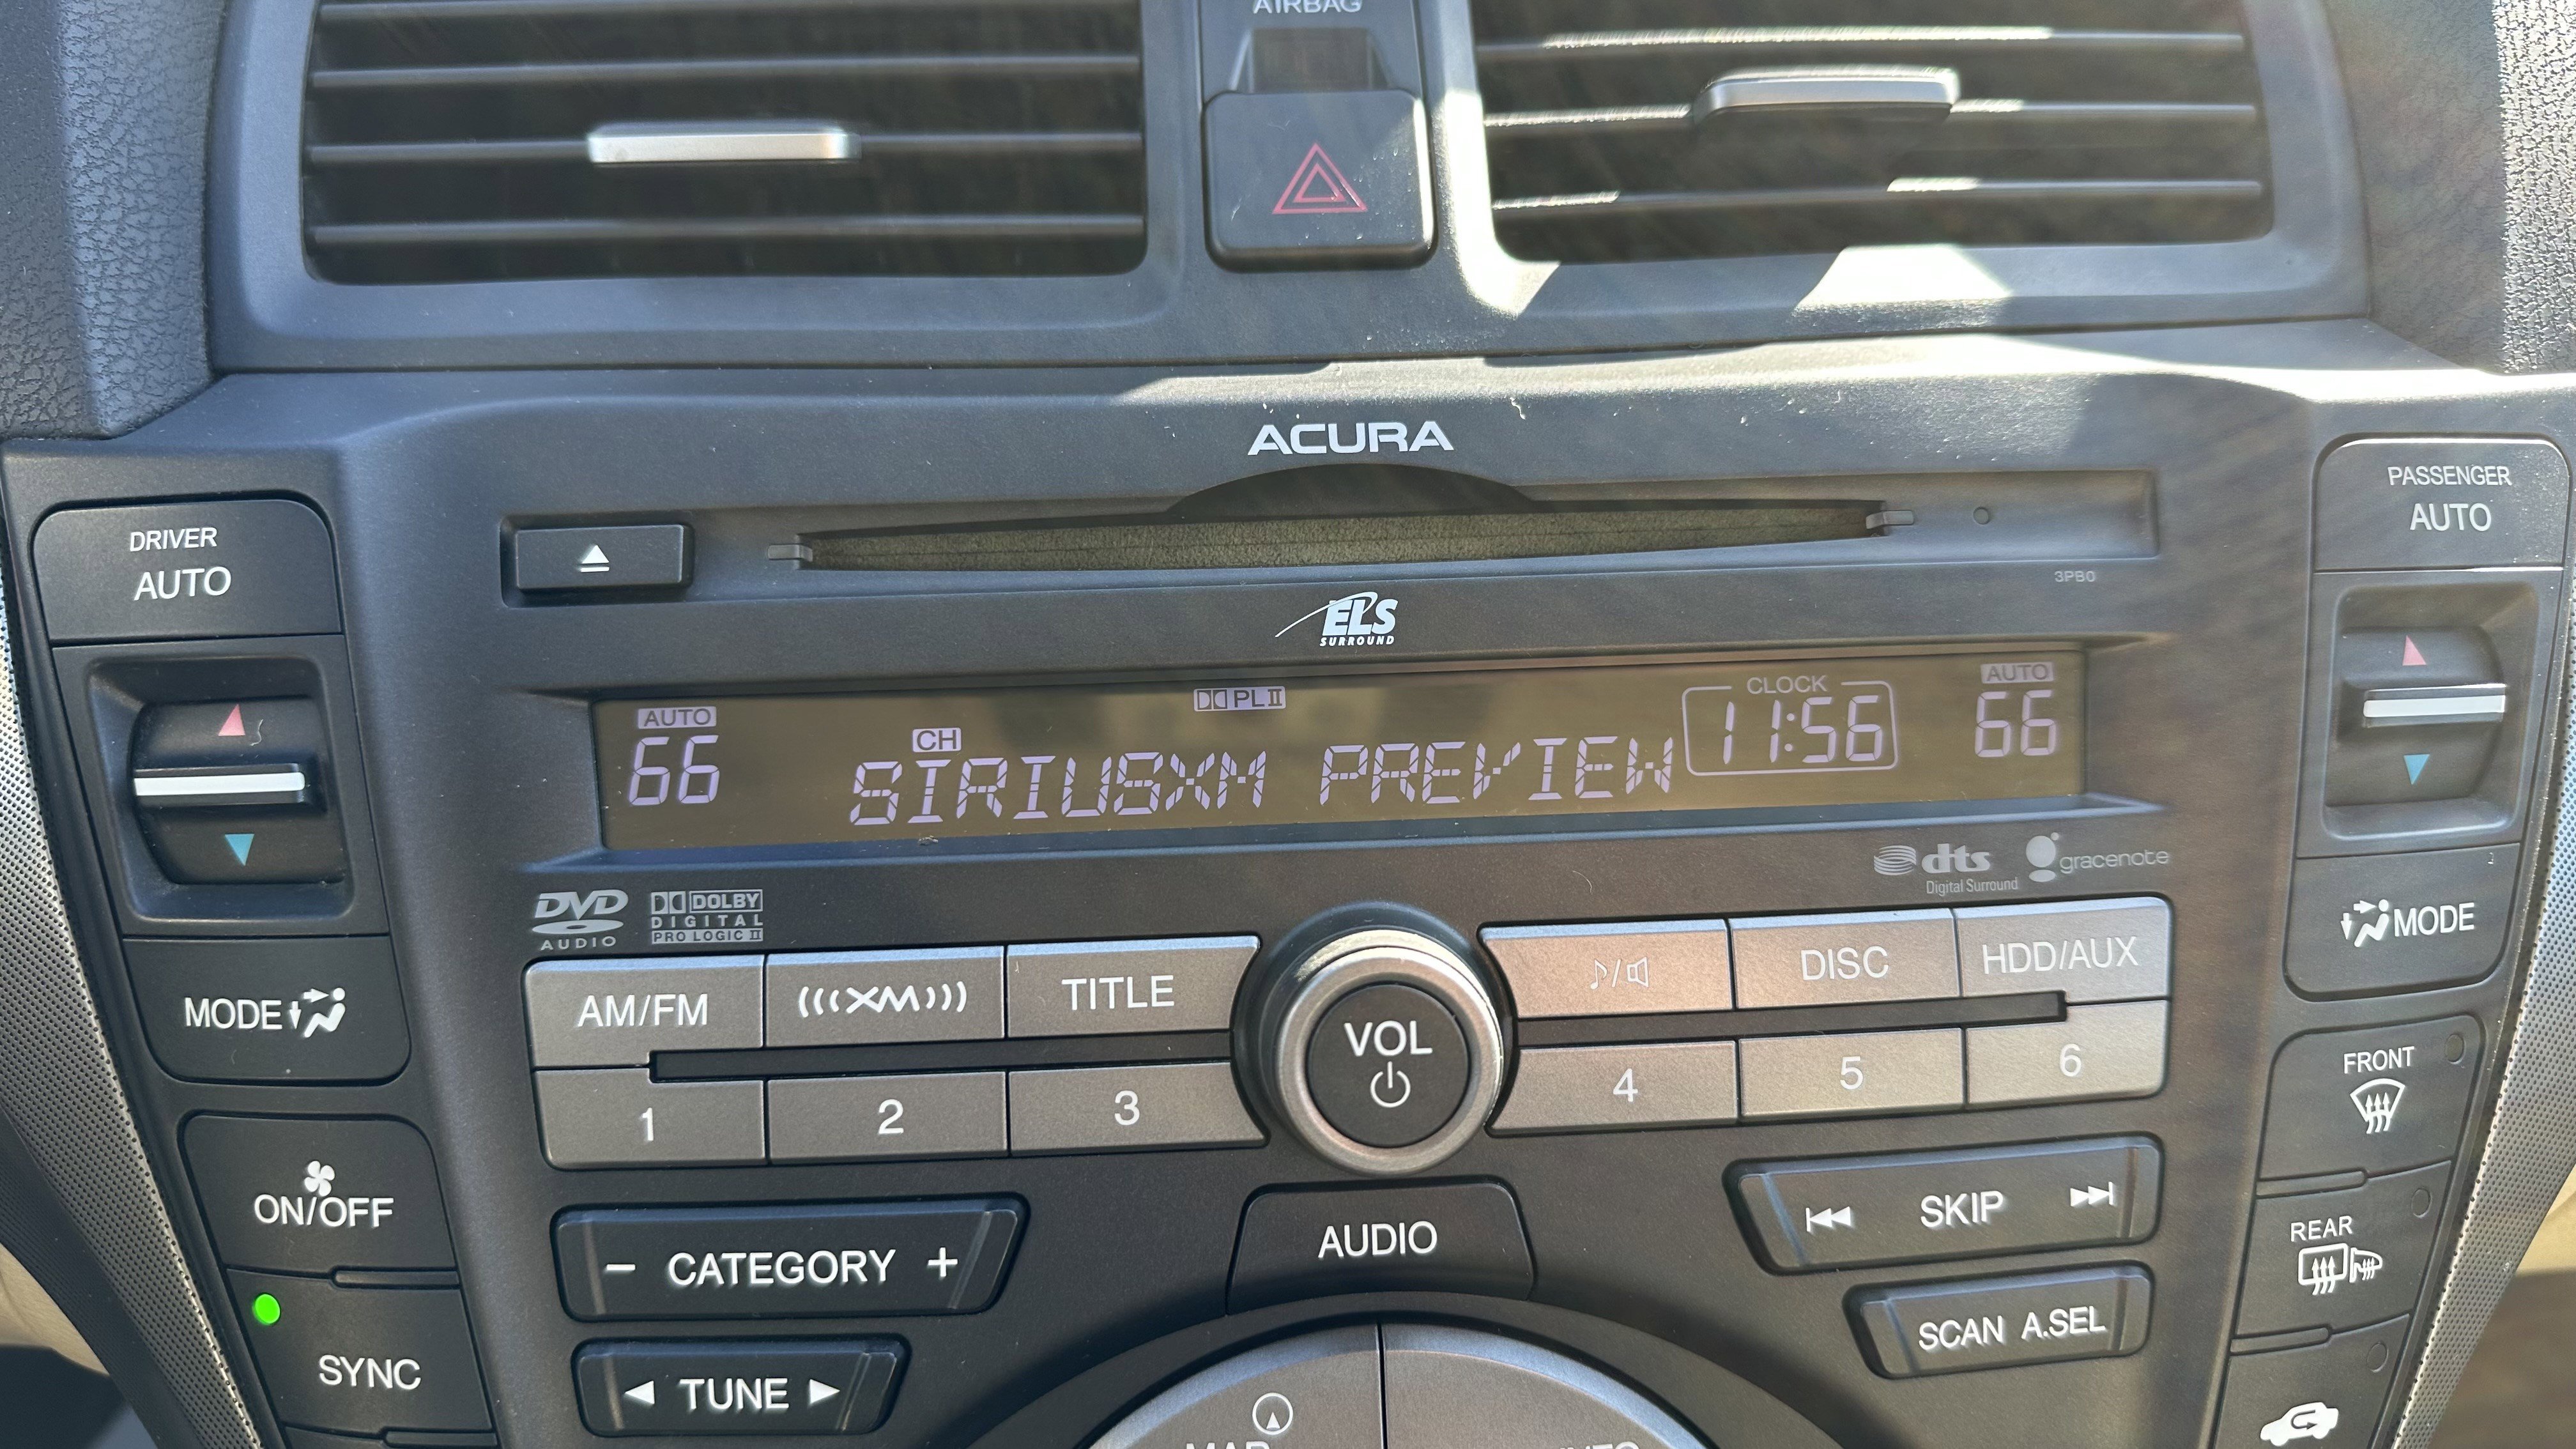 AIRBAG
ACURA
DRIVER
AUTO
PASSENGER
AUTO
3PB0
ELS
SURROUND
AUTO
66
CH
SIRIUSXM PREVIEW
DD PL II
CLOCK
11:56
AUTO
66
DVD
AUDIO
DOLBY
DIGITAL
PRO LOGIC II
dts
Digital Surround
gracenote
MODE
MODE
AM/FM
(((XM)))
TITLE
VOL
DISC
HDD/AUX
1
2
3
4
5
6
FRONT
ON/OFF
- CATEGORY +
AUDIO
SKIP
REAR
SYNC
TUNE
SCAN A.SEL
MAP